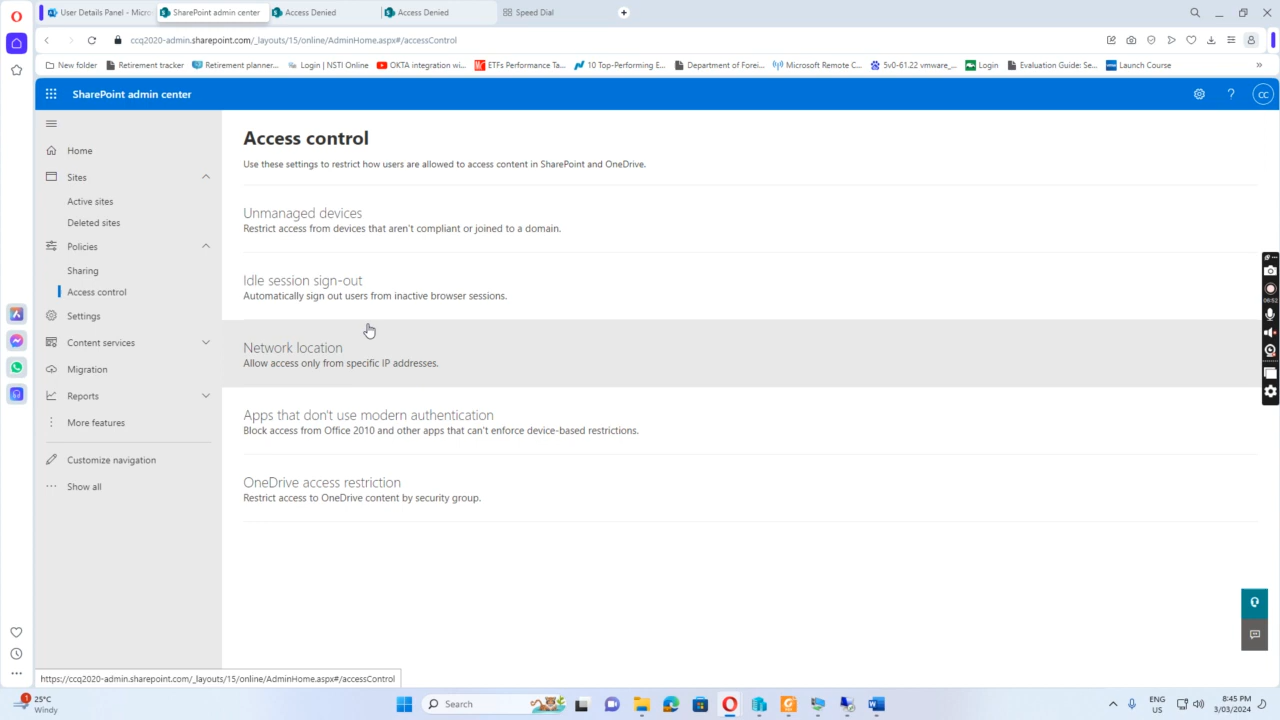 User Details Panel - Micros
SharePoint admin center
Access Denied
Access Denied
Speed Dial
ccq2020-admin.sharepoint.com/_layouts/15/online/AdminHome.aspx#/accessControl
New folder
Retirement tracker
Retirement planner...
Login | NSTI Online
OKTA integration wi...
ETFs Performance Ta...
10 Top-Performing E...
Department of Forei...
Microsoft Remote C...
5v0-61.22 vmware_...
Login
Evaluation Guide: Se...
Launch Course
SharePoint admin center
CC
Home
Sites
Active sites
Deleted sites
Policies
Sharing
Access control
Settings
Content services
Migration
Reports
More features
Customize navigation
Show all
Access control
Use these settings to restrict how users are allowed to access content in SharePoint and OneDrive.
Unmanaged devices
Restrict access from devices that aren't compliant or joined to a domain.
Idle session sign-out
Automatically sign out users from inactive browser sessions.
Network location
Allow access only from specific IP addresses.
Apps that don't use modern authentication
Block access from Office 2010 and other apps that can't enforce device-based restrictions.
OneDrive access restriction
Restrict access to OneDrive content by security group.
08:52
https://ccq2020-admin.sharepoint.com/_layouts/15/online/AdminHome.aspx#/accessControl
1
25°C
Windy
Search
ENG
US
8:45 PM
3/03/2024